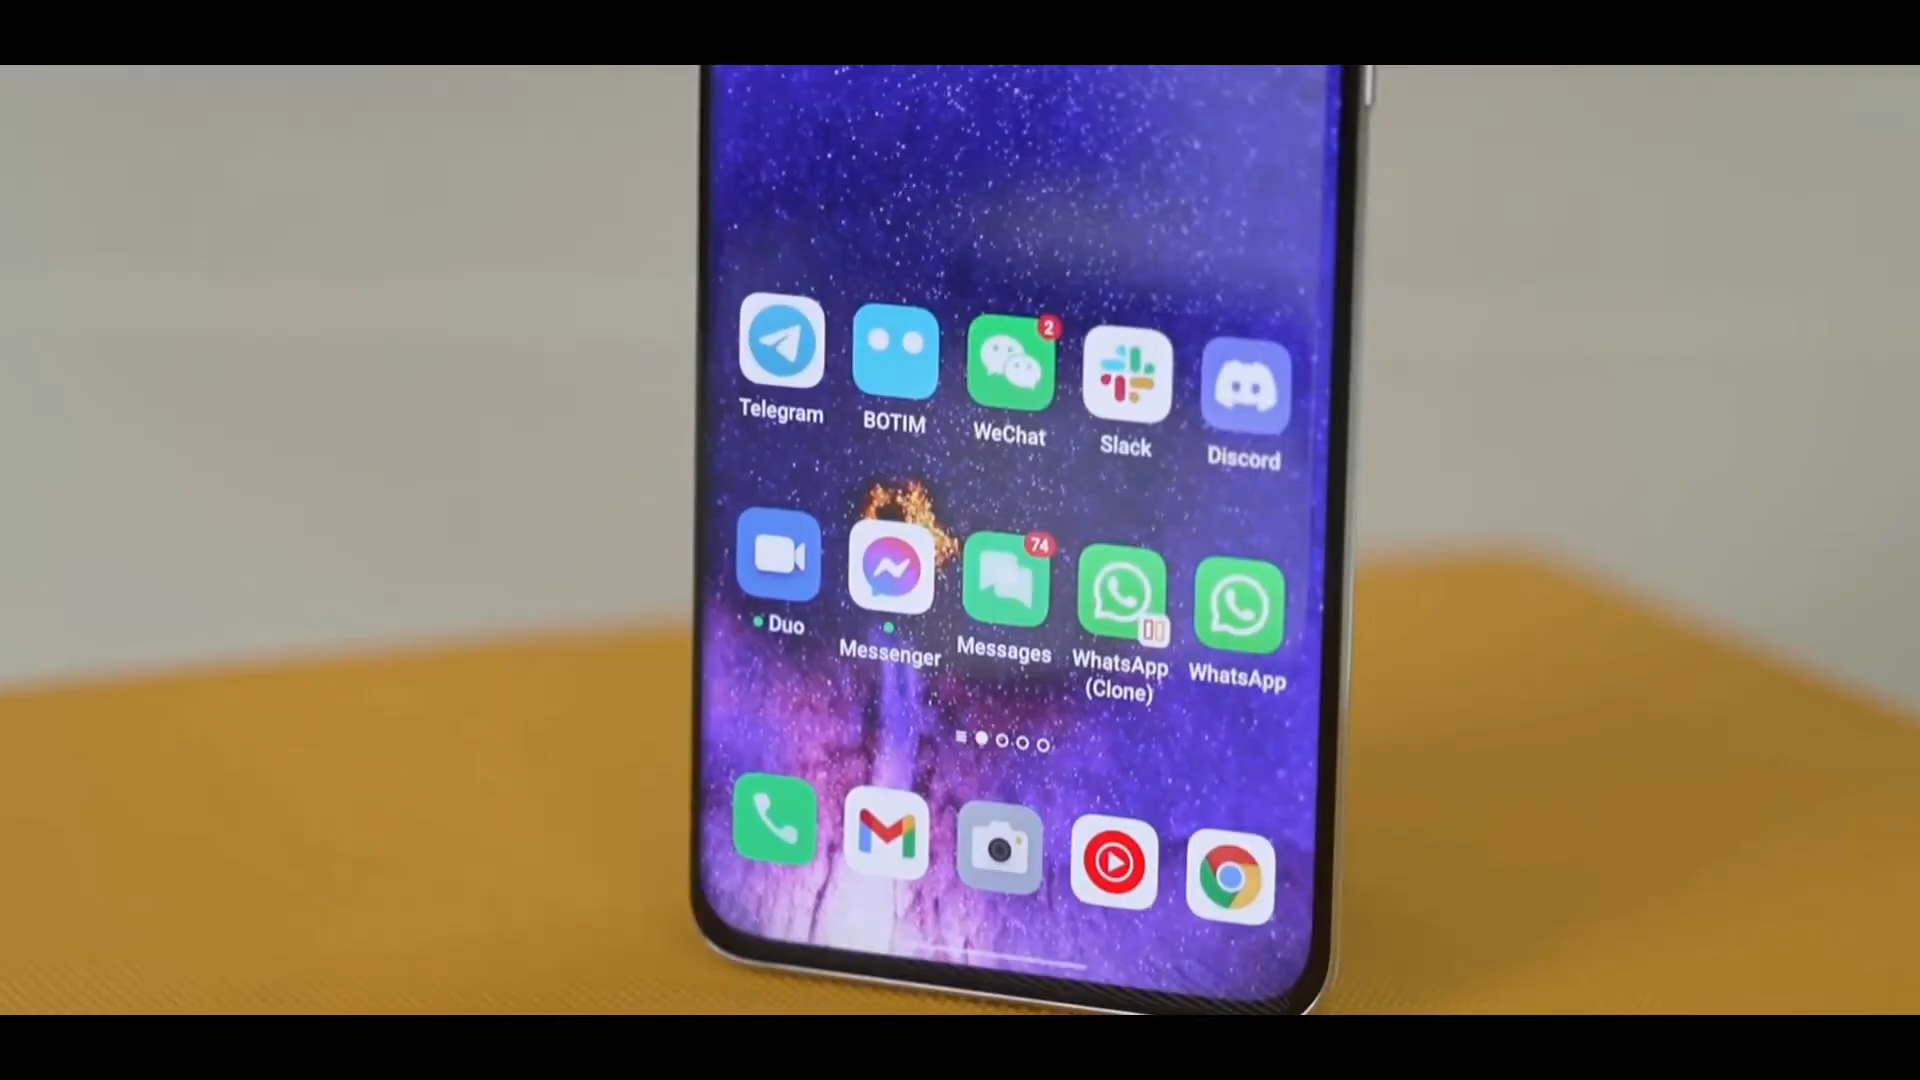 2
Telegram
BOTIM
WeChat
Slack
Discord
74
Duo
Messenger
Messages
WhatsApp
(Clone)
WhatsApp